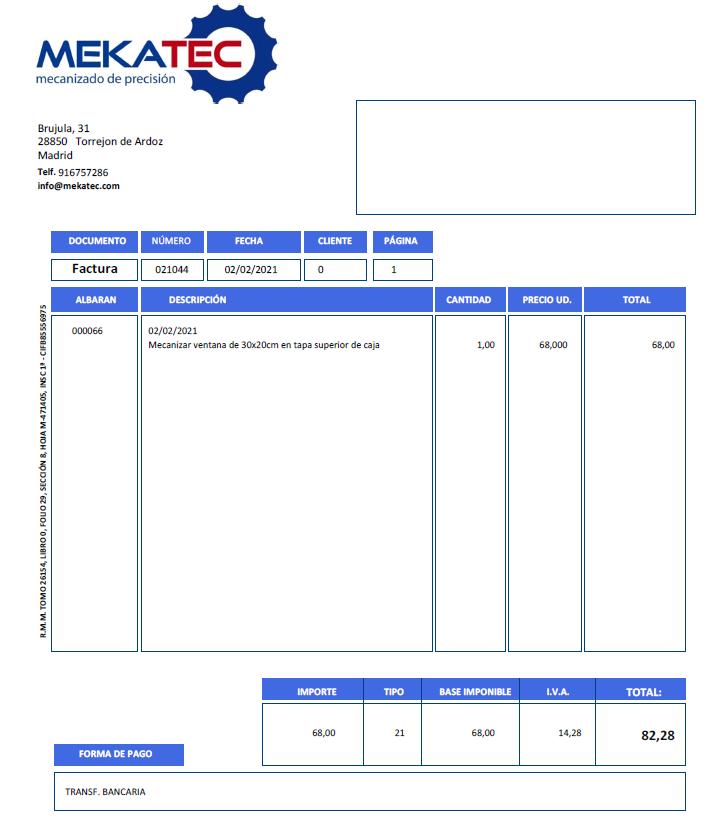 MEKATEC
mecanizado de precisión
Brujula, 31
28850 Torrejon de Ardoz
Madrid
Telf. 916757286
info@mekatec.com
DOCUMENTO NÚMERO FECHA CLIENTE PÁGINA
Factura 021044 02/02/2021 0 1
ALBARAN DESCRIPCIÓN CANTIDAD PRECIO UD. TOTAL
000066 02/02/2021
Mecanizar ventana de 30x20cm en tapa superior de caja 1,00 68,000 68,00
R.M.M. TOMO 26154, LIBRO 0, FOLIO 29, SECCIÓN 8, HOJA M-471405, INSC 1ª - CIFB85556975
IMPORTE TIPO BASE IMPONIBLE I.V.A. TOTAL:
68,00 21 68,00 14,28 82,28
FORMA DE PAGO
TRANSF. BANCARIA